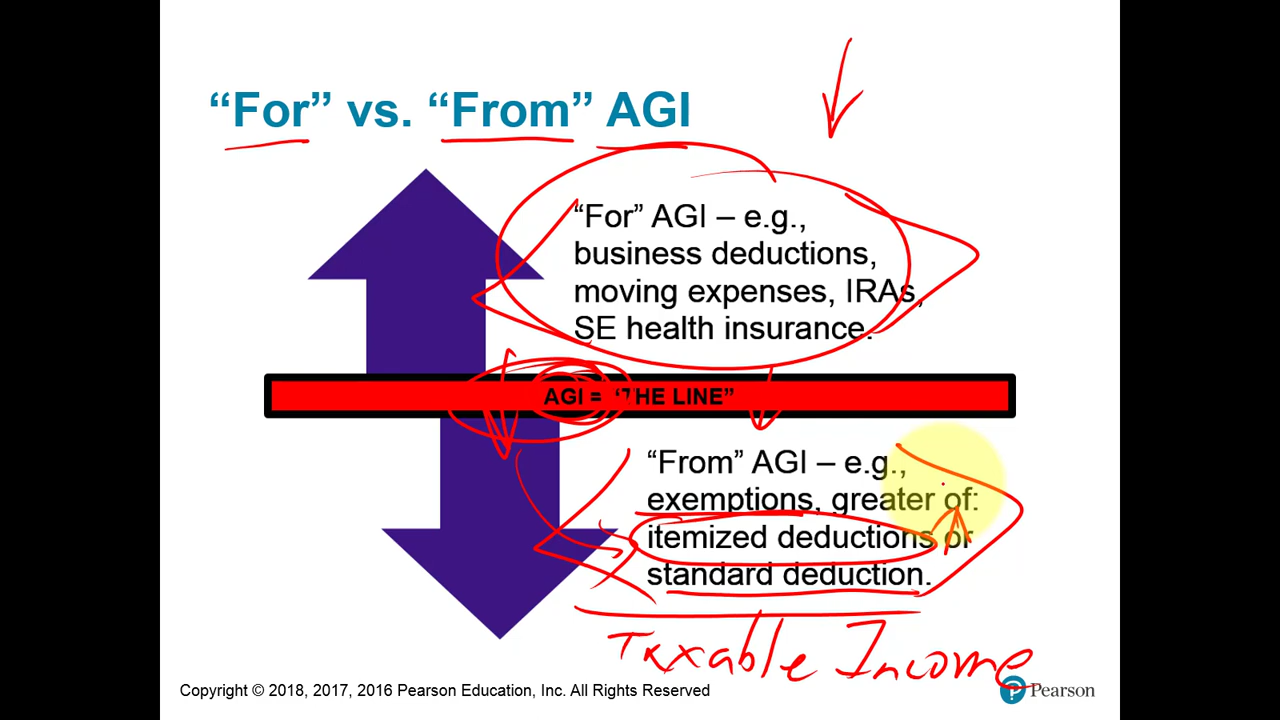 “For” vs. “From” AGI
“For” AGI – e.g.,
business deductions,
moving expenses, IRAs,
SE health insurance.
AGI = “THE LINE”
“From” AGI – e.g.,
exemptions, greater of:
itemized deductions or
standard deduction.
Taxable Income
Copyright © 2018, 2017, 2016 Pearson Education, Inc. All Rights Reserved
Pearson